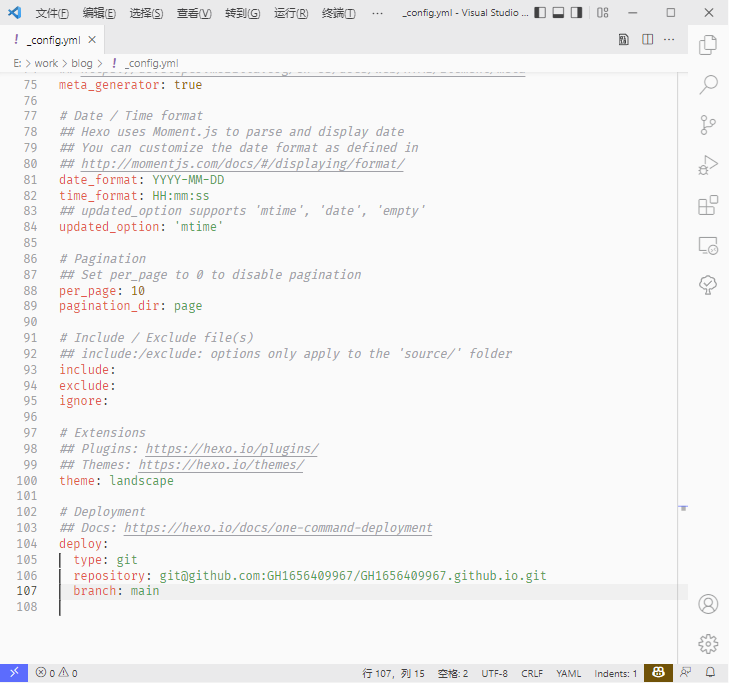 文件(F) 编辑(E) 选择(S) 查看(V) 转到(G) 运行(R) 终端(T) ··· _config.yml - Visual Studio ...
! _config.yml ×
E: > work > blog > ! _config.yml
75 meta_generator: true
76
77 # Date / Time format
78 ## Hexo uses Moment.js to parse and display date
79 ## You can customize the date format as defined in
80 ## http://momentjs.com/docs/#/displaying/format/
81 date_format: YYYY-MM-DD
82 time_format: HH:mm:ss
83 ## updated_option supports 'mtime', 'date', 'empty'
84 updated_option: 'mtime'
85
86 # Pagination
87 ## Set per_page to 0 to disable pagination
88 per_page: 10
89 pagination_dir: page
90
91 # Include / Exclude file(s)
92 ## include:/exclude: options only apply to the 'source/' folder
93 include:
94 exclude:
95 ignore:
96
97 # Extensions
98 ## Plugins: https://hexo.io/plugins/
99 ## Themes: https://hexo.io/themes/
100 theme: landscape
101
102 # Deployment
103 ## Docs: https://hexo.io/docs/one-command-deployment
104 deploy:
105 type: git
106 repository: git@github.com:GH1656409967/GH1656409967.github.io.git
107 branch: main
108
0 0 行 107，列 15 空格: 2 UTF-8 CRLF YAML Indents: 1